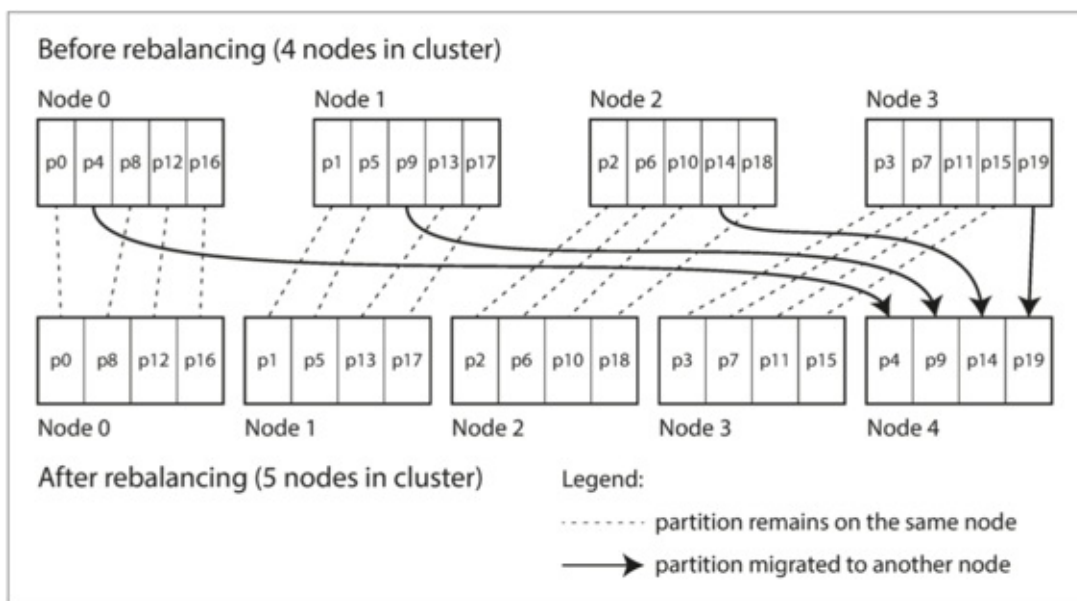 Before rebalancing (4 nodes in cluster)
Node 0 Node 1 Node 2 Node 3
p0 p4 p8 p12 p16 p1 p5 p9 p13 p17 p2 p6 p10 p14 p18 p3 p7 p11 p15 p19
p0 p8 p12 p16 p1 p5 p13 p17 p2 p6 p10 p18 p3 p7 p11 p15 p4 p9 p14 p19
Node 0 Node 1 Node 2 Node 3 Node 4
After rebalancing (5 nodes in cluster)
Legend:
partition remains on the same node
partition migrated to another node